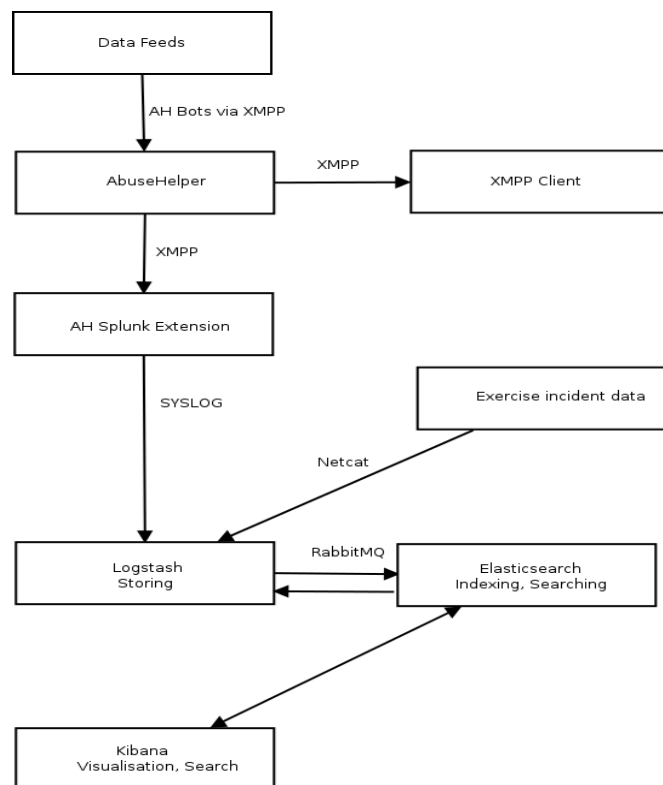 Data Feeds
AH Bots via XMPP
AbuseHelper
XMPP
XMPP Client
XMPP
AH Splunk Extension
Exercise incident data
SYSLOG
Netcat
Logstash
Storing
RabbitMQ
Elasticsearch
Indexing, Searching
Kibana
Visualisation, Search